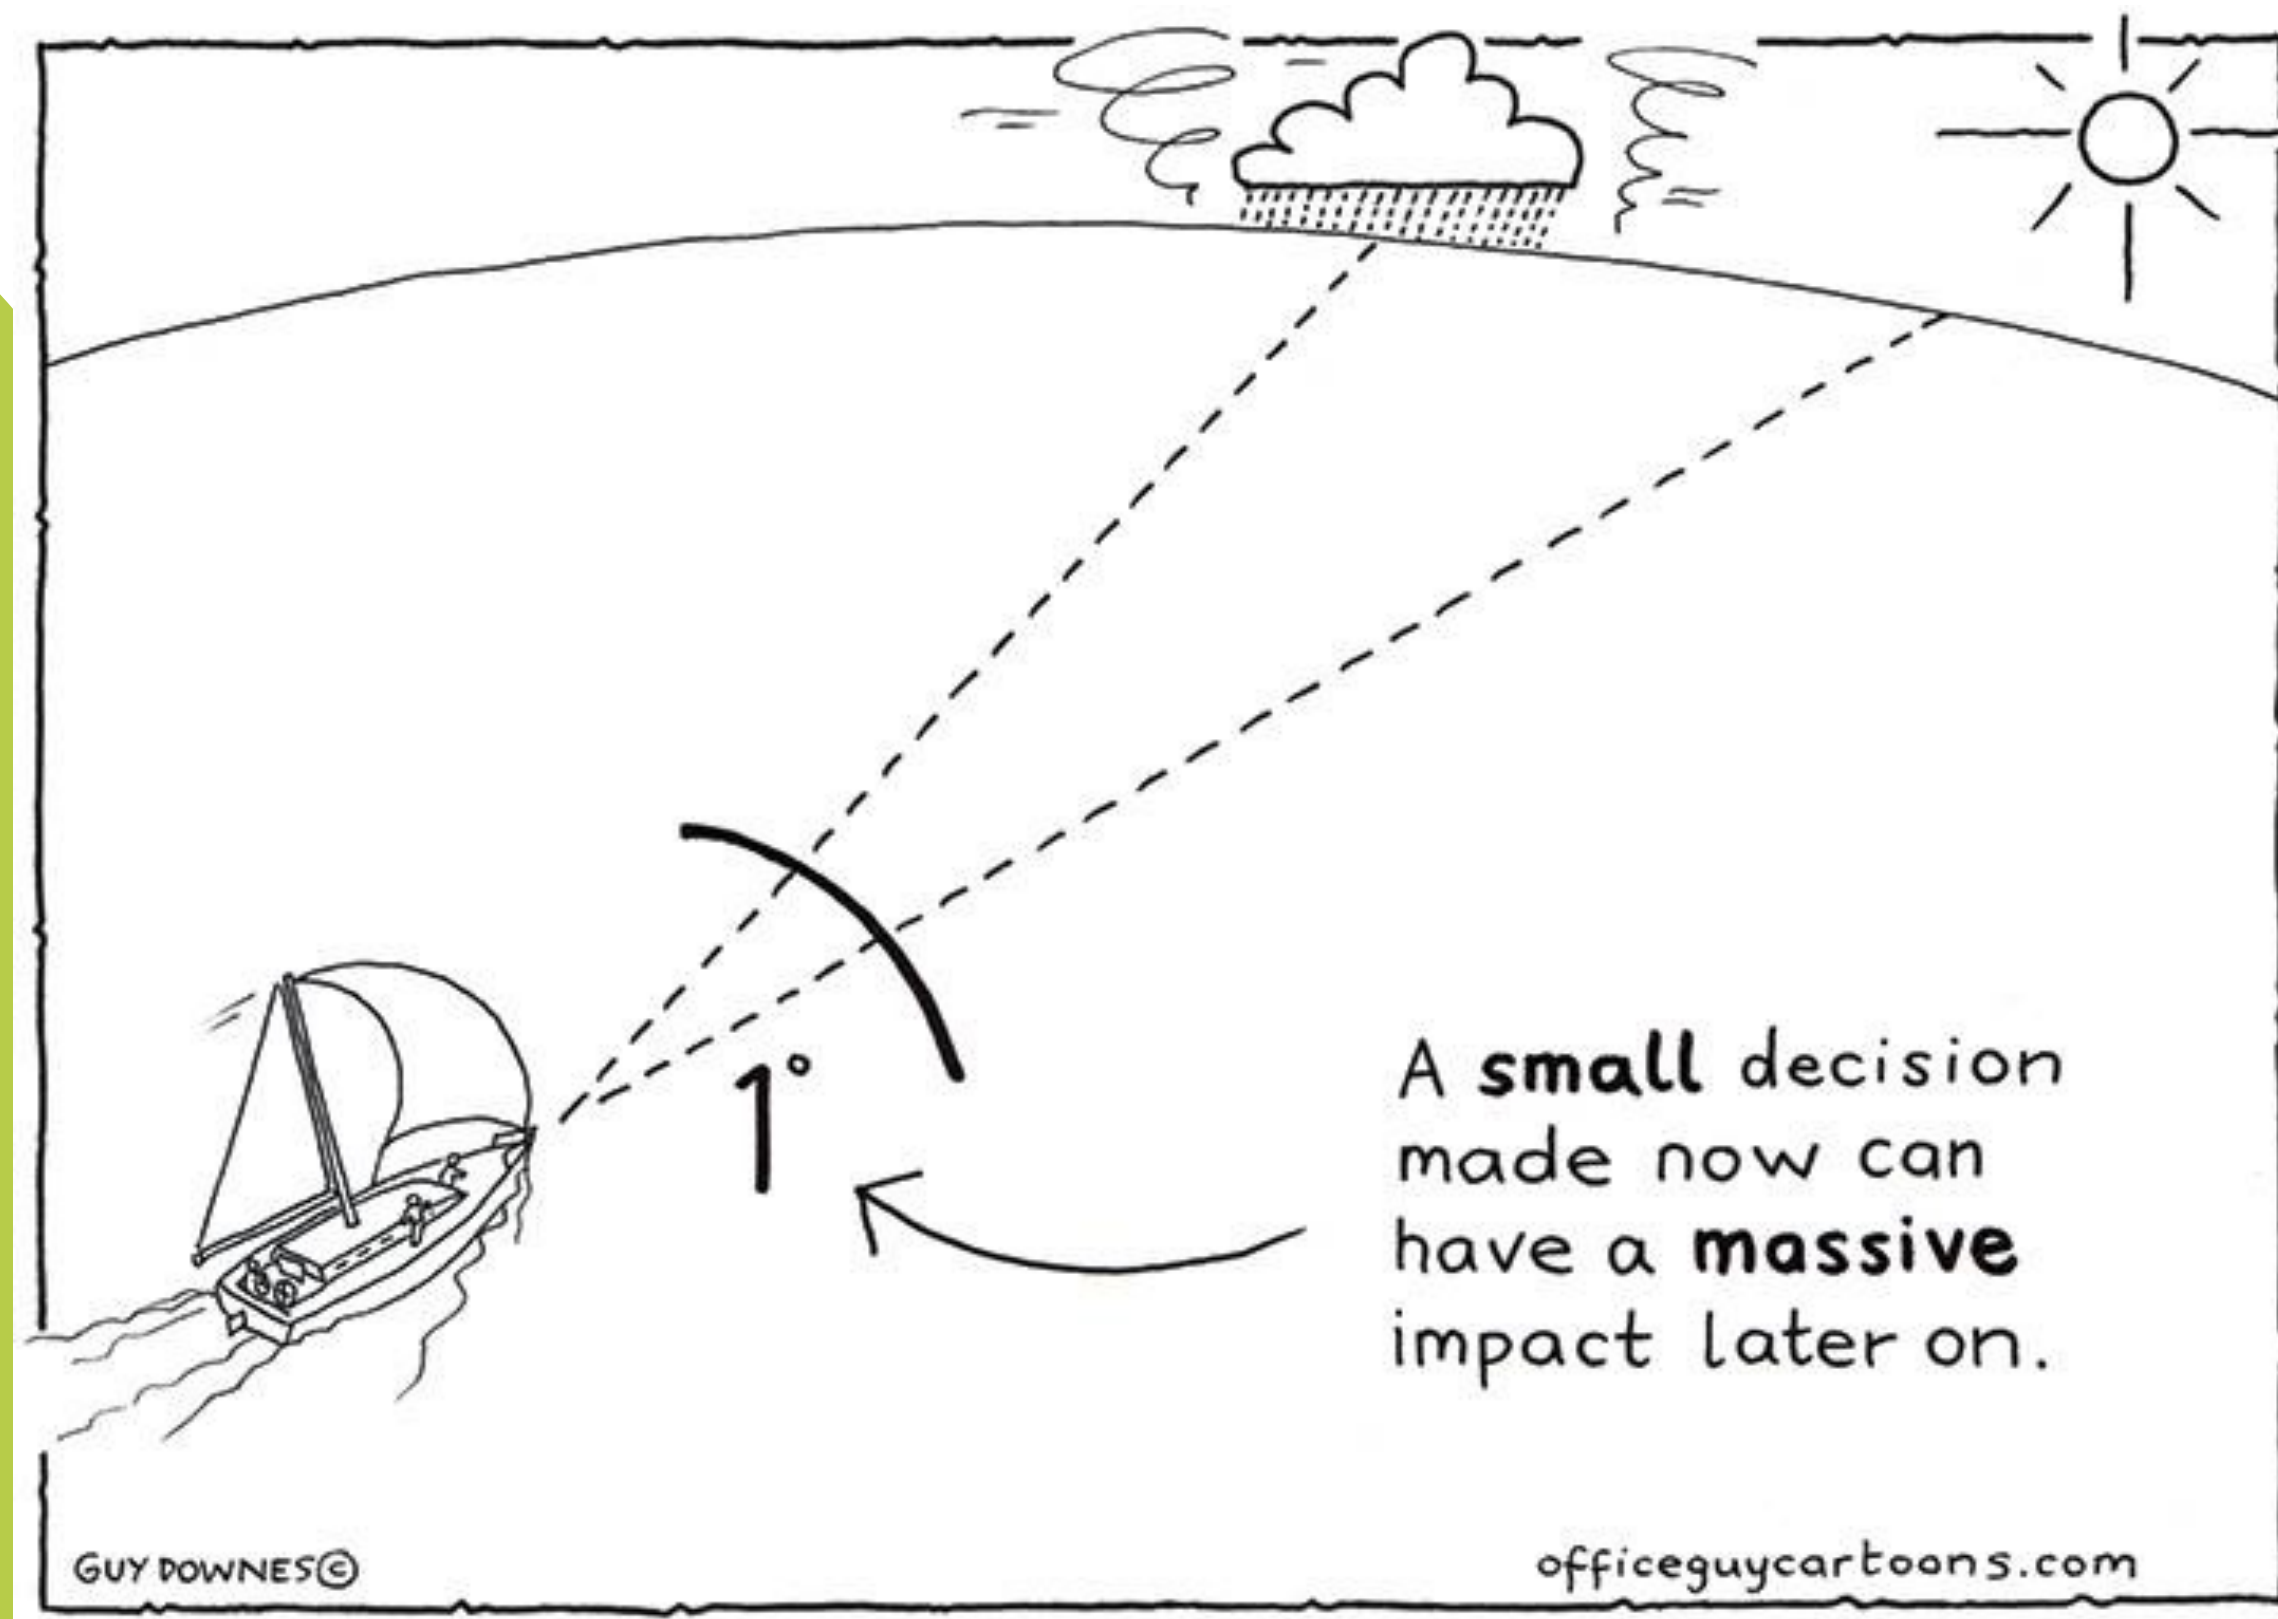 1°
A small decision
made now can
have a massive
impact later on.
GUY DOWNES©
officeguycartoons.com